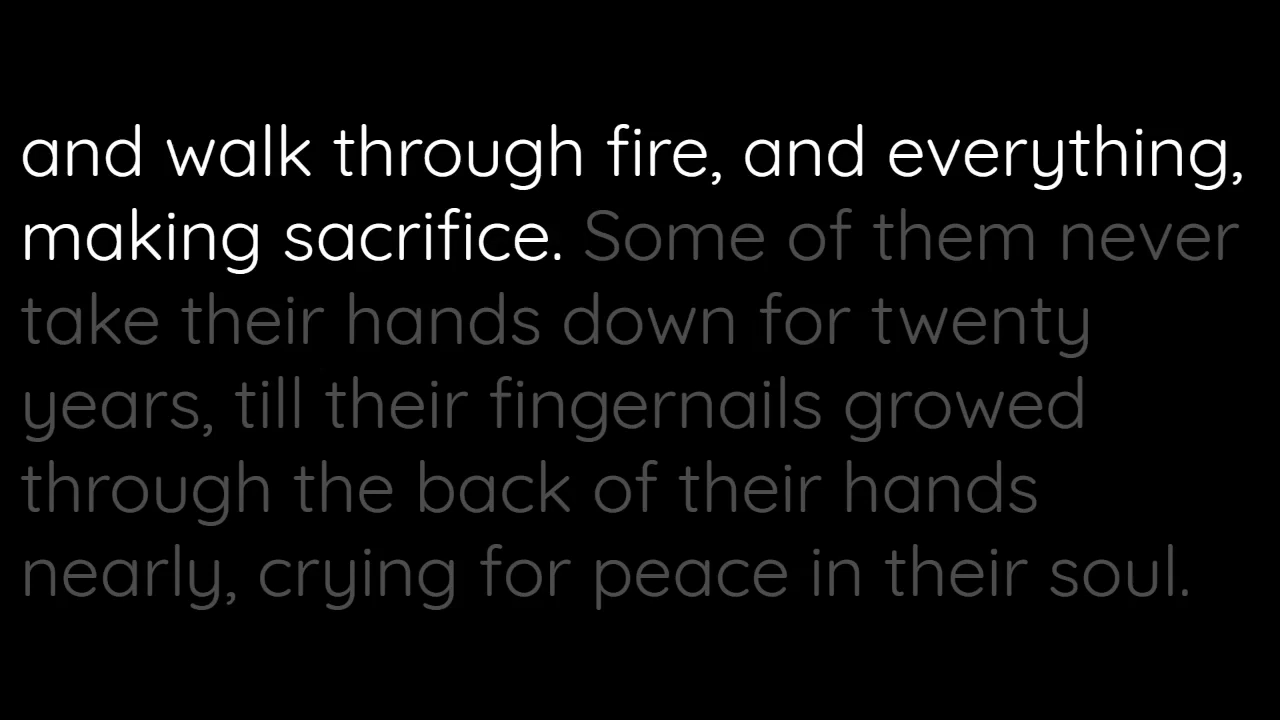 and walk through fire, and everything,
making sacrifice. Some of them never
take their hands down for twenty
years, till their fingernails growed
through the back of their hands
nearly, crying for peace in their soul.